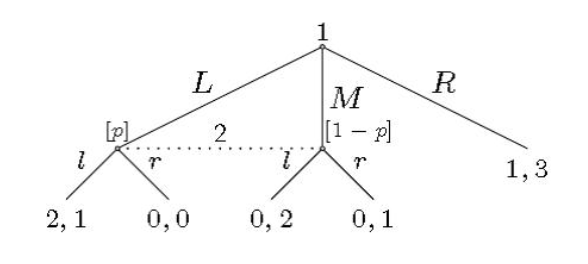 1
L M R
[p] 2 [1 − p]
l r l r
1, 3
2, 1 0, 0 0, 2 0, 1